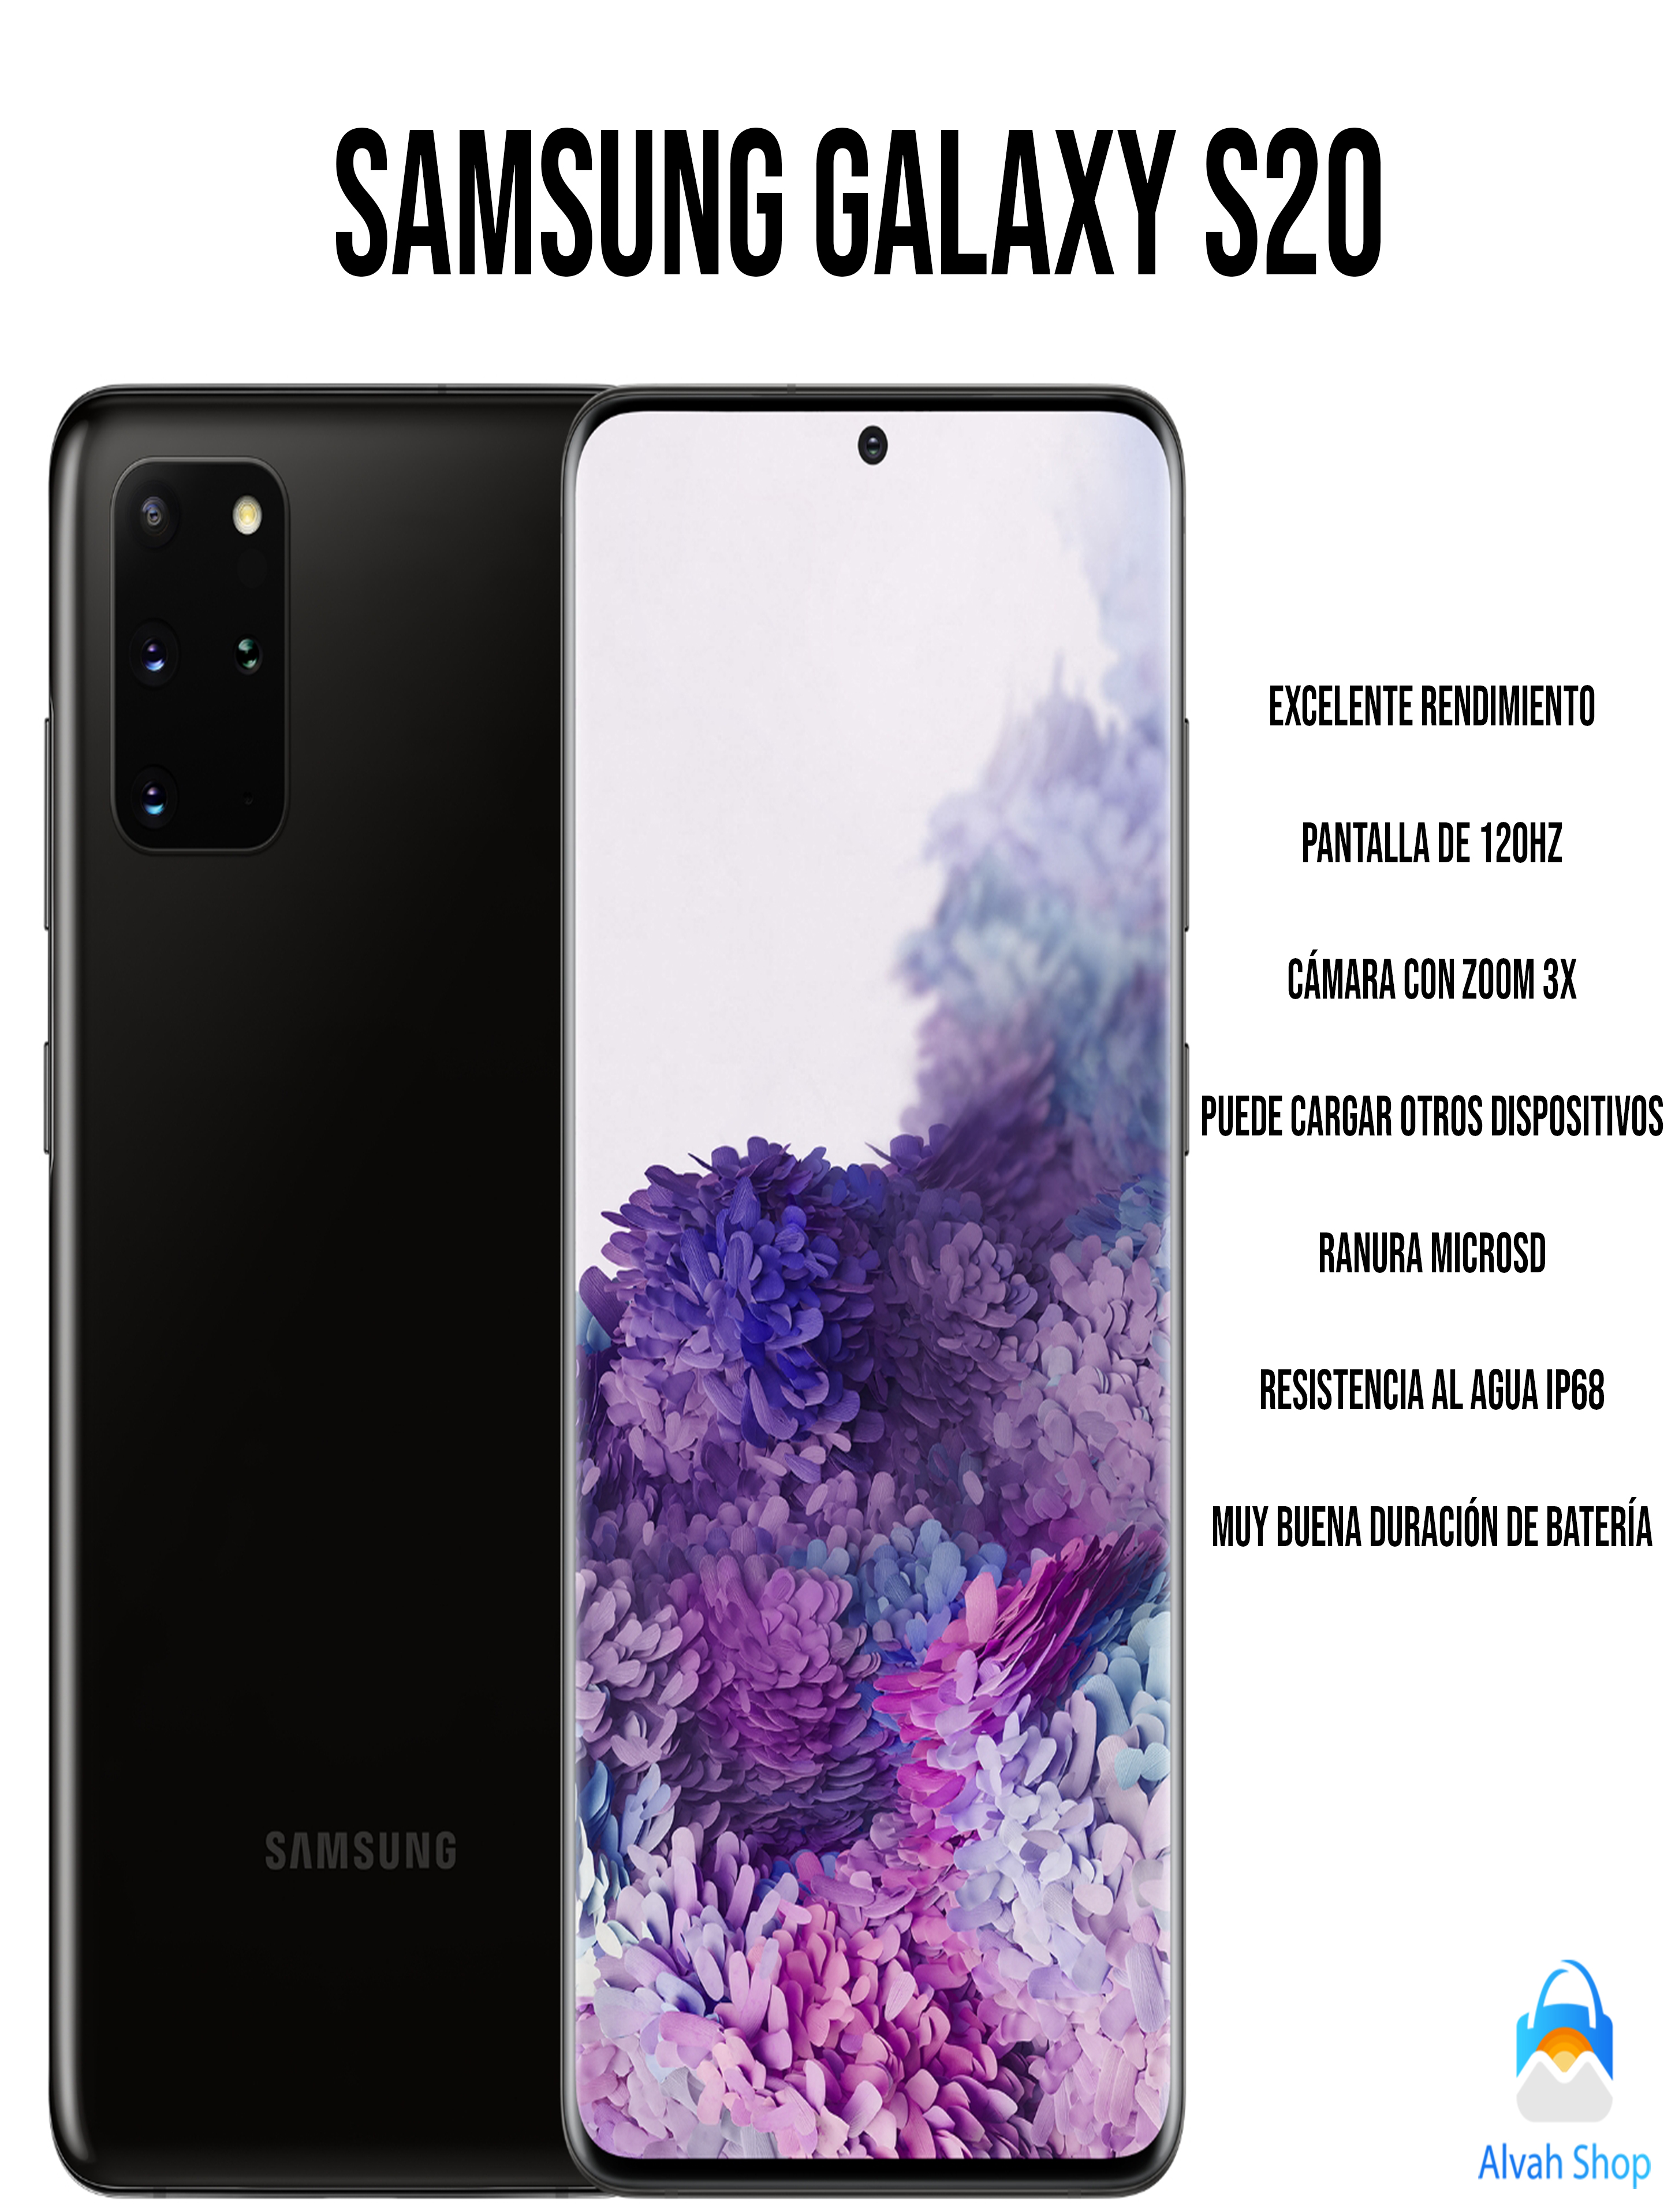 SAMSUNG GALAXY S20
EXCELENTE RENDIMIENTO
PANTALLA DE 120HZ
CÁMARA CON ZOOM 3X
PUEDE CARGAR OTROS DISPOSITIVOS
RANURA MICROSD
RESISTENCIA AL AGUA IP68
MUY BUENA DURACIÓN DE BATERÍA
SAMSUNG
Alvah Shop